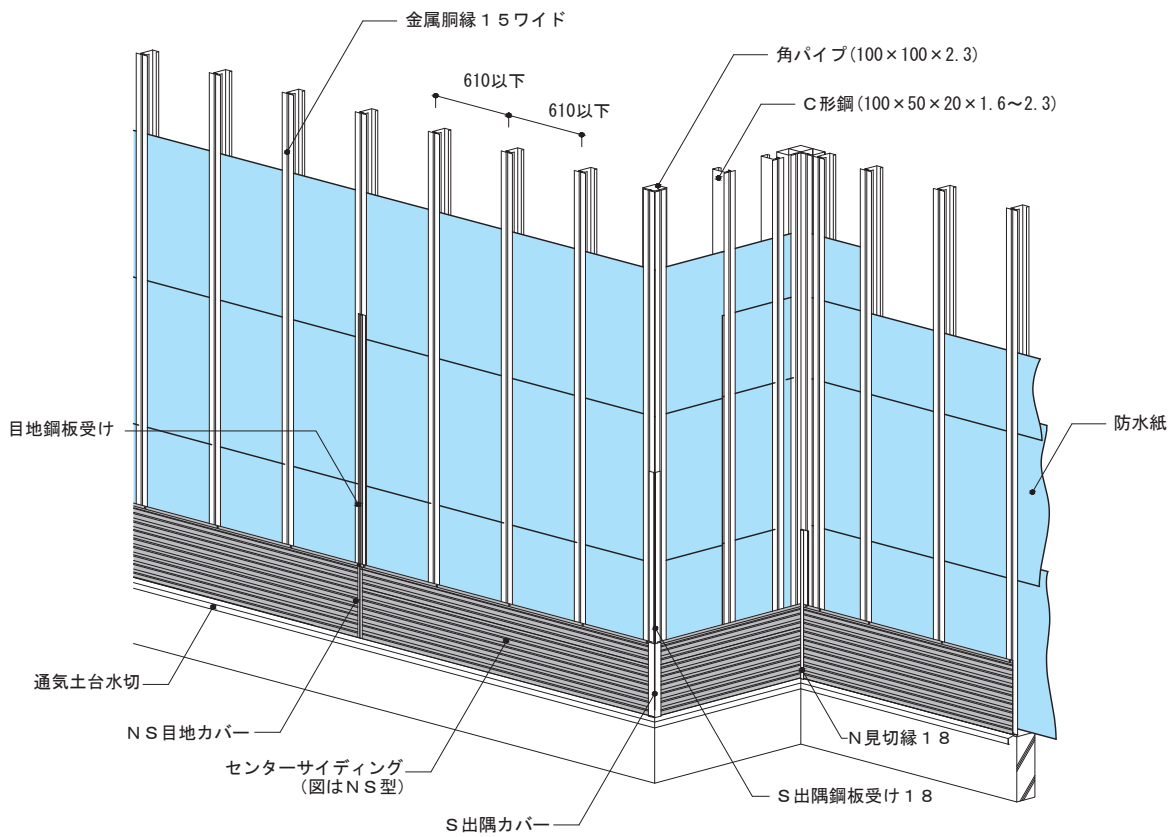 金属胴縁１５ワイド
角パイプ(100×100×2.3)
610以下
610以下
C形鋼(100×50×20×1.6～2.3)
目地鋼板受け
防水紙
通気土台水切
ＮＳ目地カバー
センターサイディング
(図はＮＳ型)
Ｓ出隅カバー
Ｎ見切縁１８
Ｓ出隅鋼板受け１８